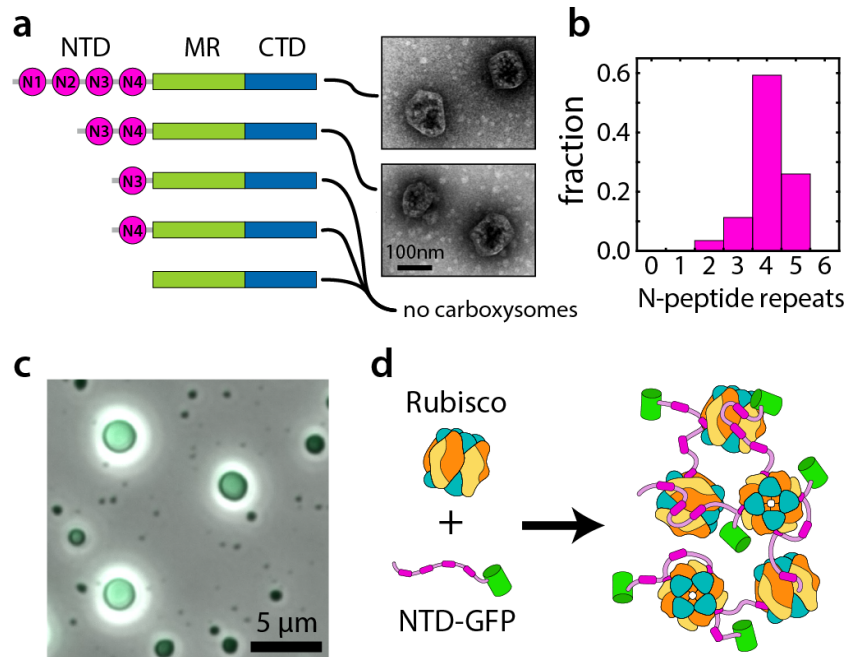 a
NTD MR CTD
N1 N2 N3 N4
N3 N4
N3
N4
100nm
no carboxysomes
b
fraction
0.6
0.4
0.2
0.0
0 1 2 3 4 5 6
N-peptide repeats
c
5 μm
d
Rubisco
+
NTD-GFP